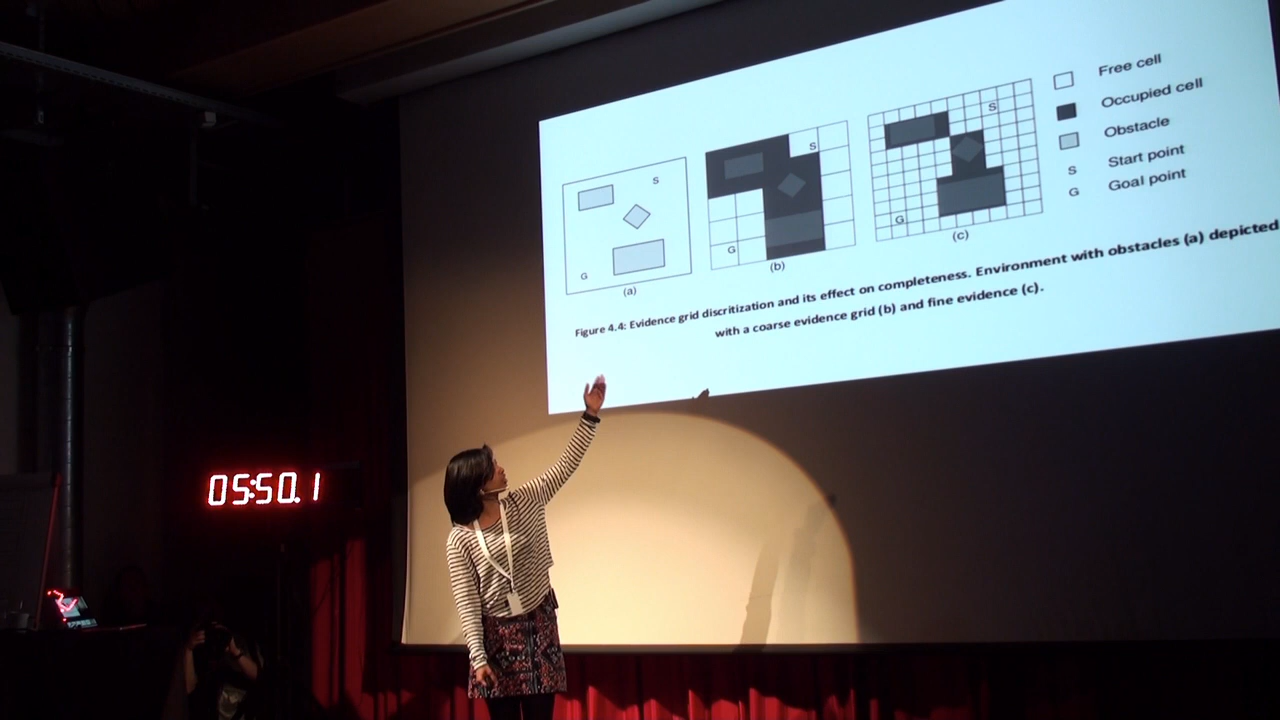 Free cell
Occupied cell
Obstacle
S Start point
G Goal point
S
G
(a)
S
G
(b)
S
G
(c)
Figure 4.4: Evidence grid discritization and its effect on completeness. Environment with obstacles (a) depicted
with a coarse evidence grid (b) and fine evidence (c).
05:50.1